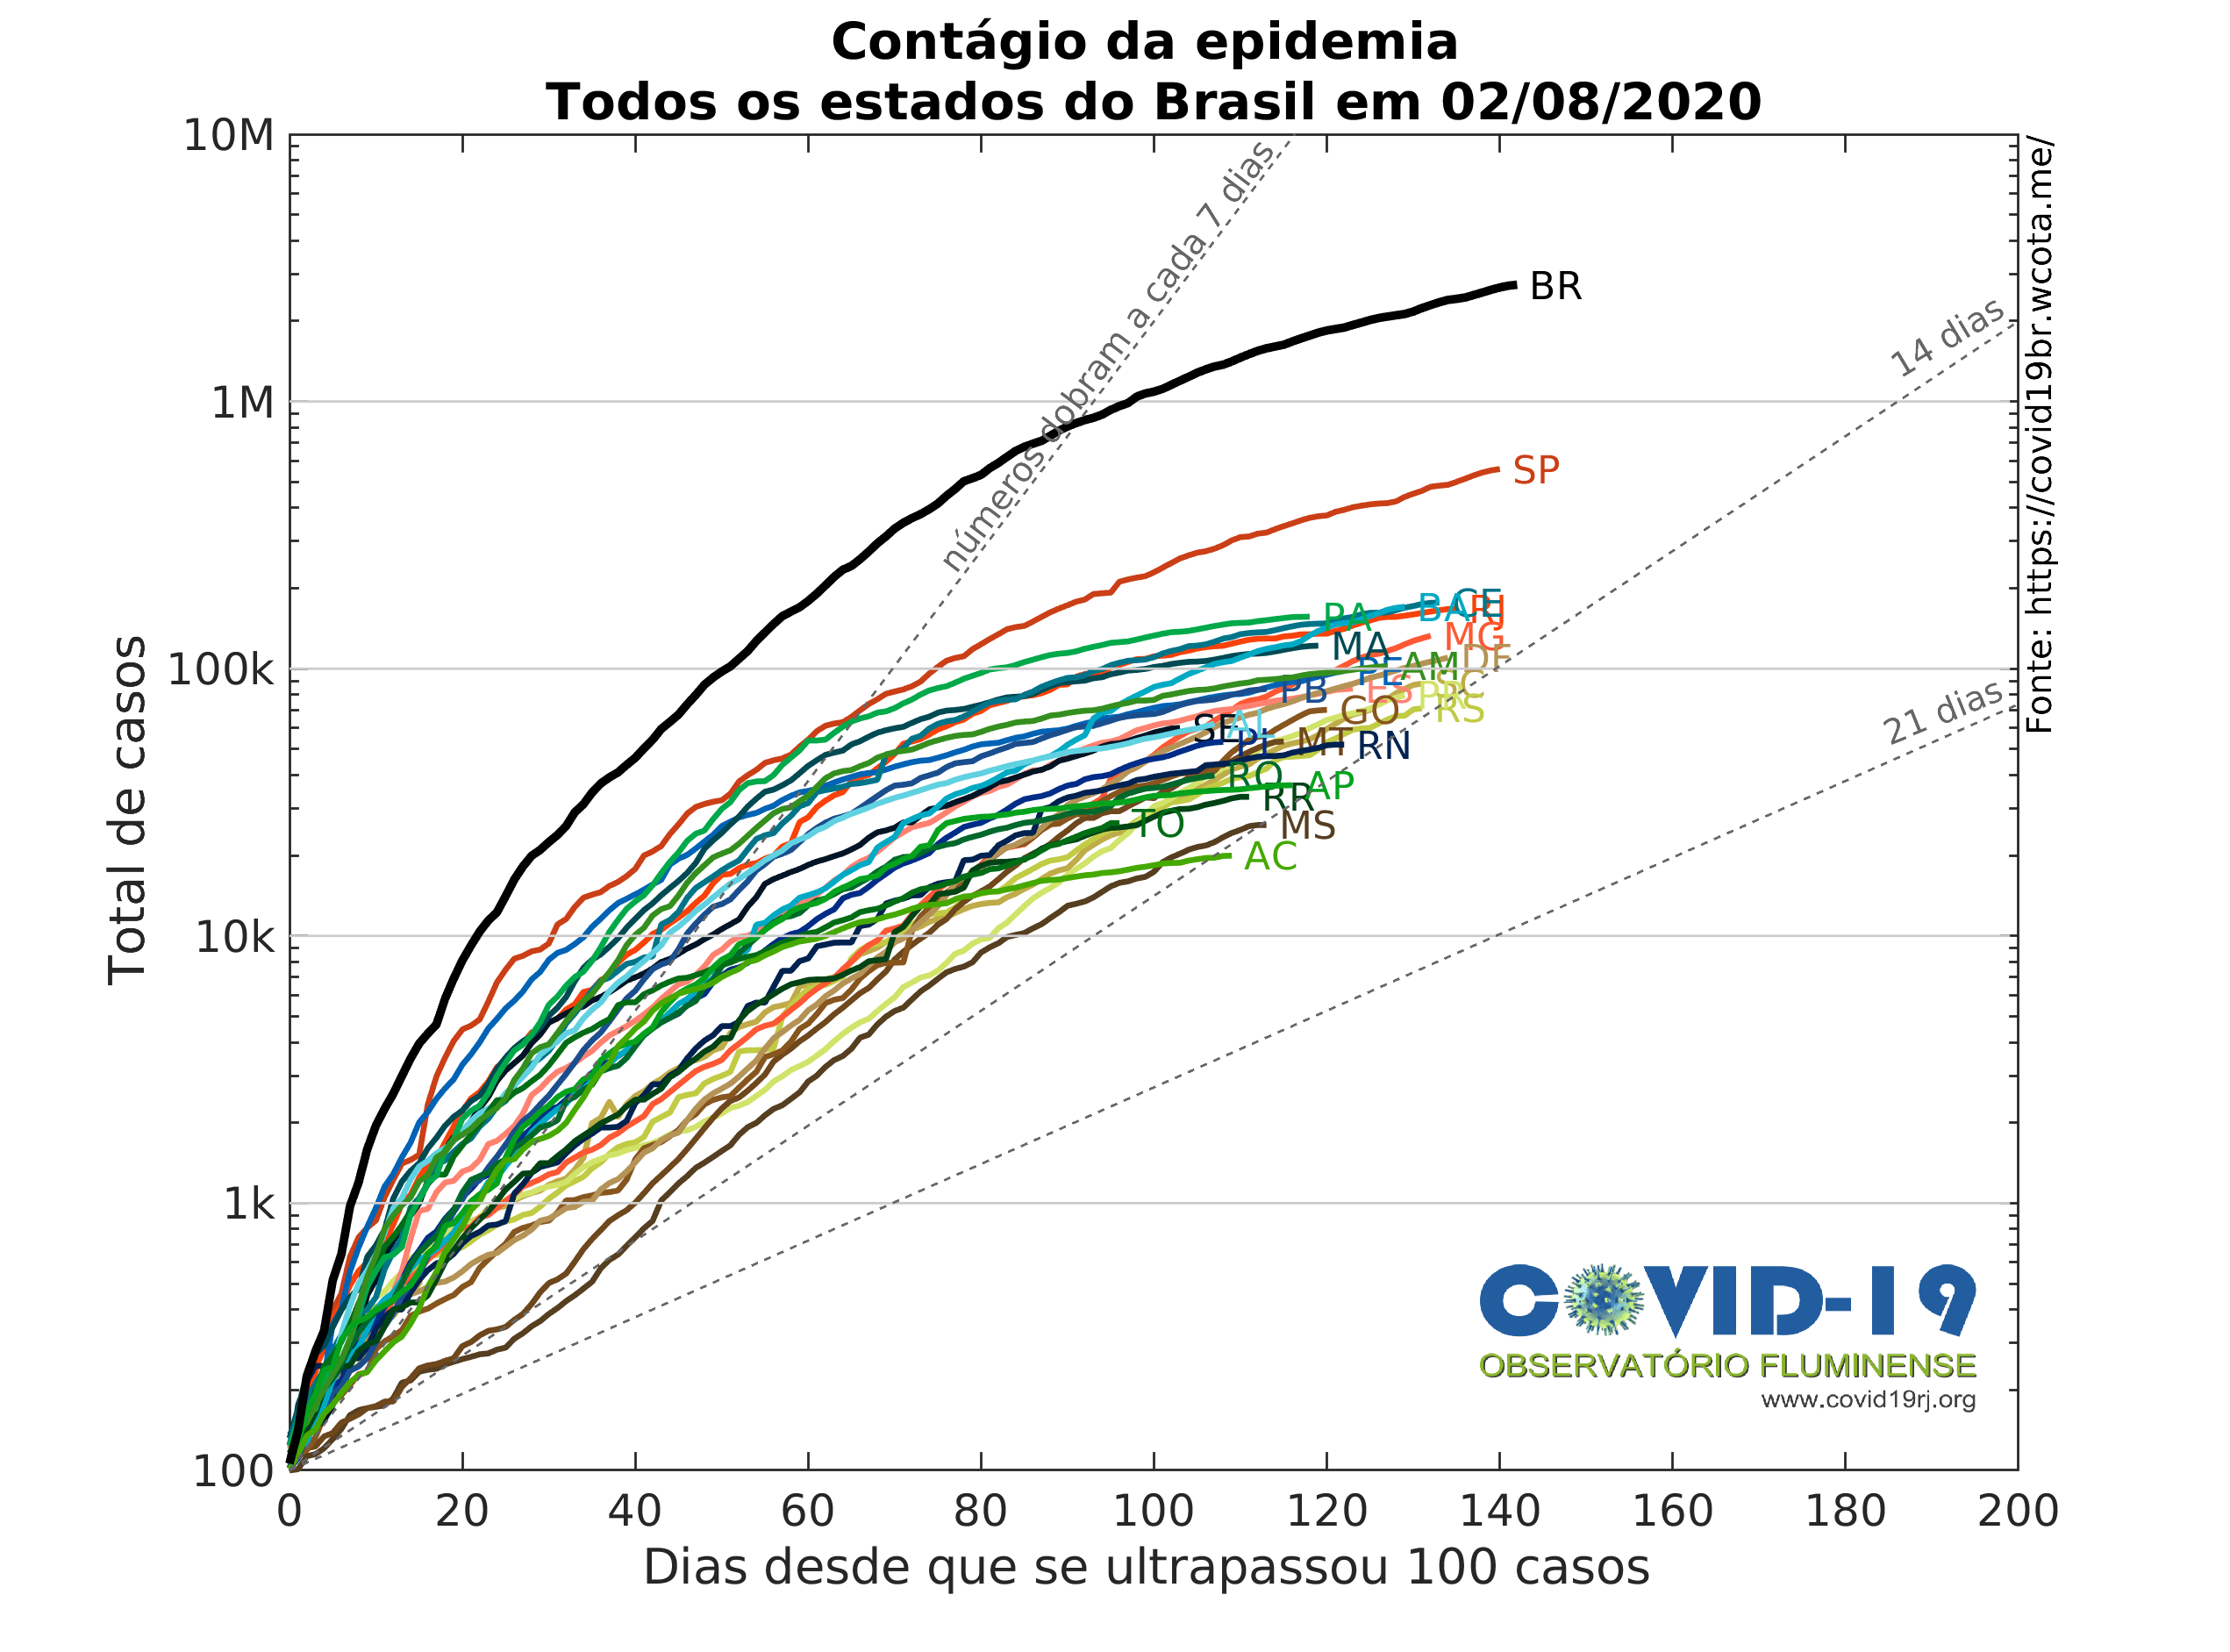 Contágio da epidemia
Todos os estados do Brasil em 02/08/2020
10M
1M
100k
10k
1k
100
Total de casos
0 20 40 60 80 100 120 140 160 180 200
Dias desde que se ultrapassou 100 casos
números dobram a cada 7 dias
14 dias
21 dias
BR
SP
CE
BA
RJ
PA
MG
MA
DF
AM
PE
SC
ES
PB
PR
RS
GO
AL
SE
PI
MT
RN
RO
AP
RR
TO
MS
AC
Fonte: https://covid19br.wcota.me/
COVID-19
OBSERVATÓRIO FLUMINENSE
www.covid19rj.org